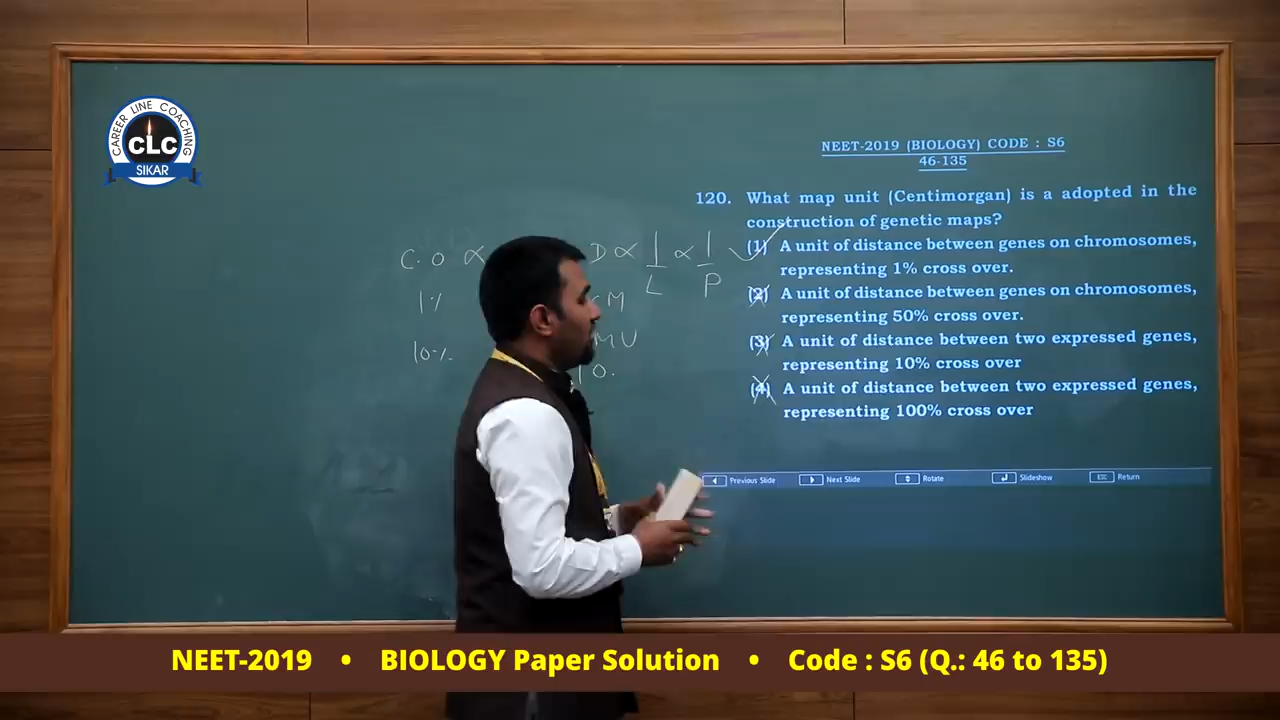 CAREER LINE COACHING
CLC
SIKAR
NEET-2019 (BIOLOGY) CODE : S6
46-135
120. What map unit (Centimorgan) is a adopted in the
construction of genetic maps?
(1) A unit of distance between genes on chromosomes,
representing 1% cross over.
(2) A unit of distance between genes on chromosomes,
representing 50% cross over.
(3) A unit of distance between two expressed genes,
representing 10% cross over
(4) A unit of distance between two expressed genes,
representing 100% cross over
C.O ∝ D ∝ 1/L ∝ 1/P
1% M
10% MU
10.
Previous Slide Next Slide Rotate Slideshow Return
NEET-2019 • BIOLOGY Paper Solution • Code : S6 (Q.: 46 to 135)